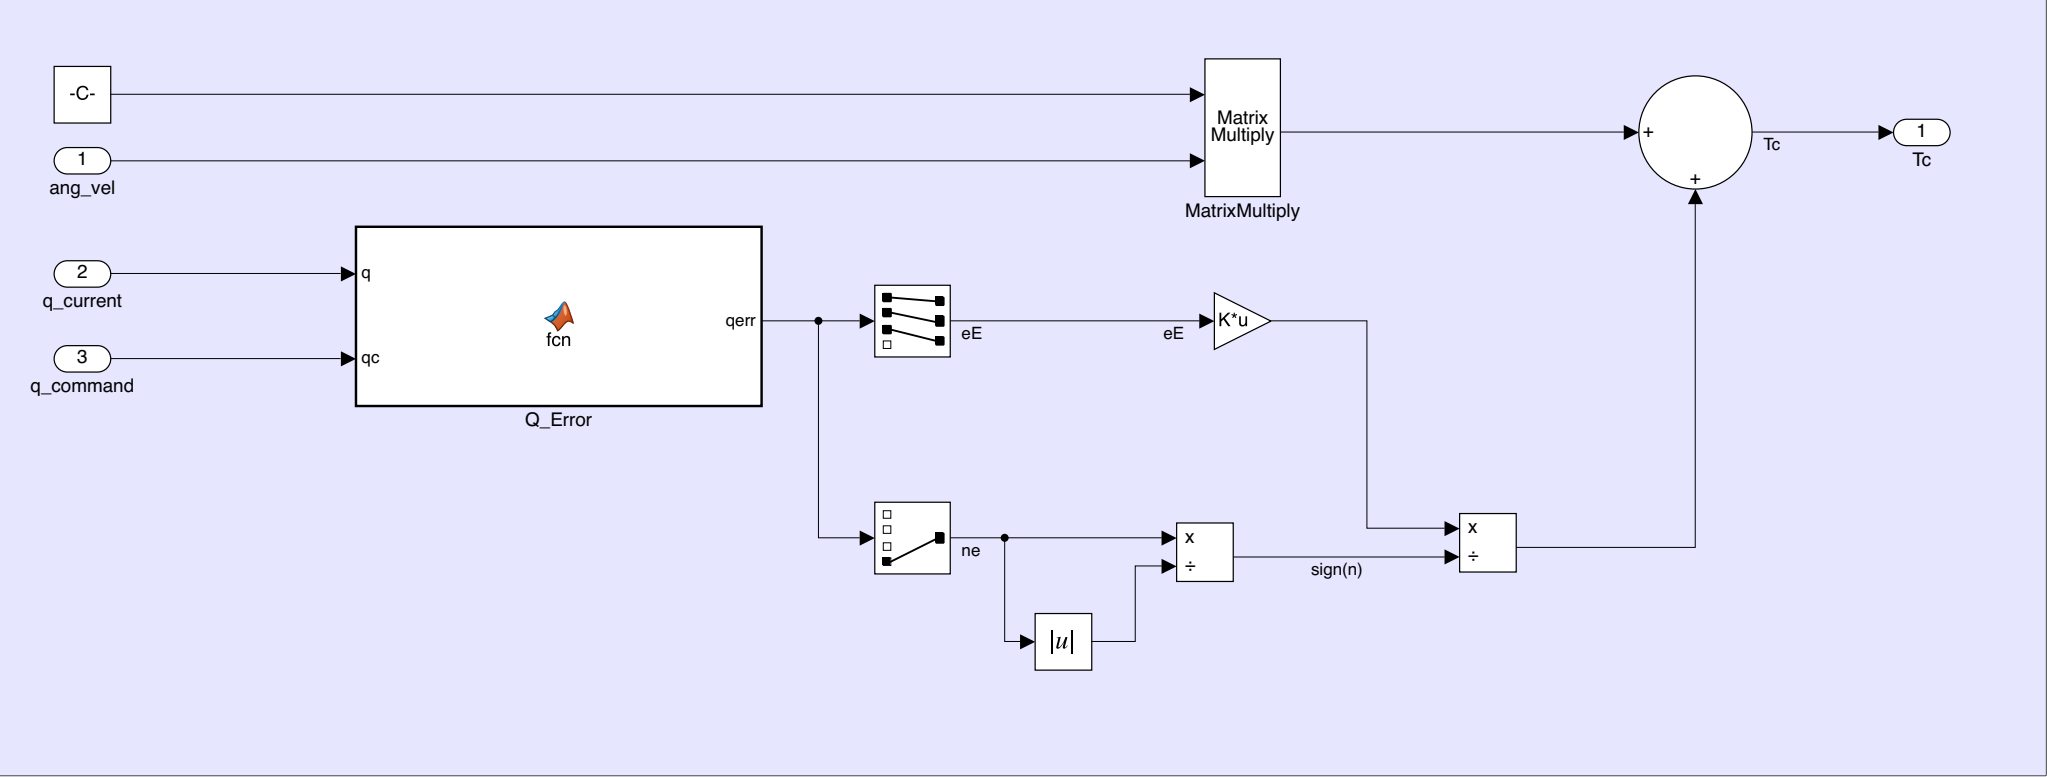 -C-
1
ang_vel
Matrix
Multiply
MatrixMultiply
+
+
Tc
1
Tc
2
q_current
3
q_command
q
qc
fcn
qerr
Q_Error
eE
eE
K*u
ne
x
÷
sign(n)
x
÷
|u|